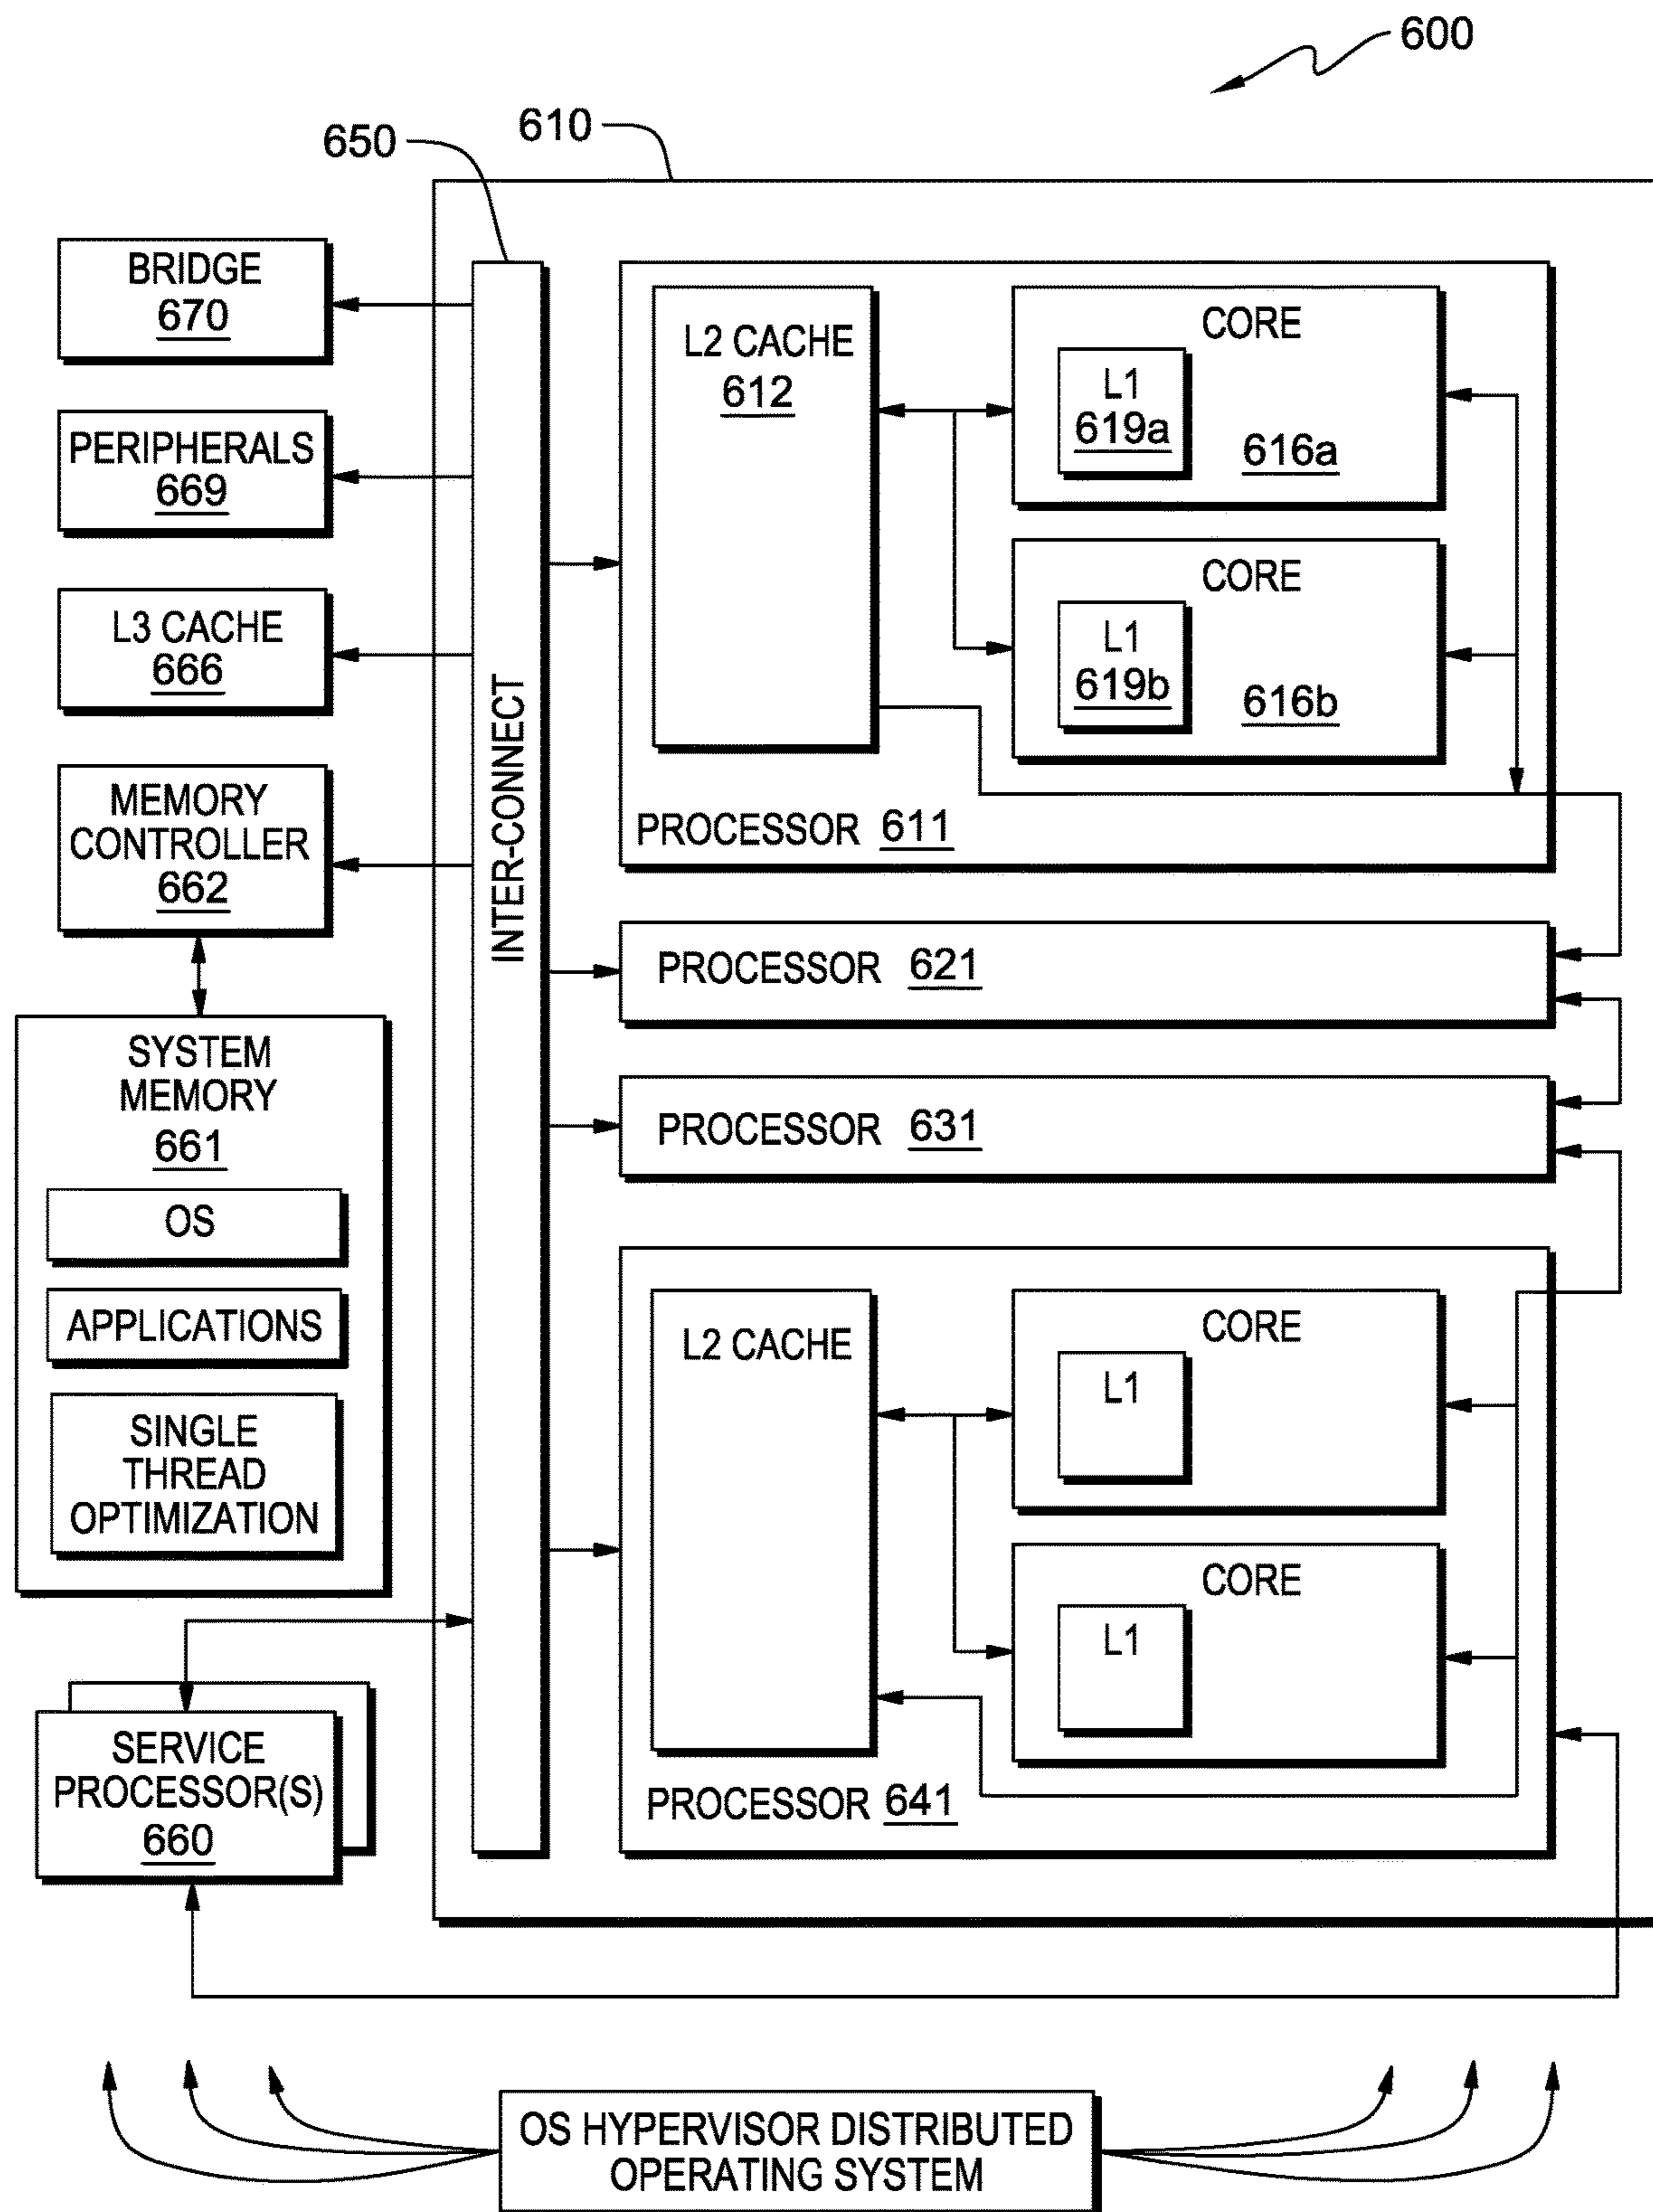 600
610
650
BRIDGE
670
PERIPHERALS
669
L3 CACHE
666
MEMORY
CONTROLLER
662
SYSTEM
MEMORY
661
OS
APPLICATIONS
SINGLE
THREAD
OPTIMIZATION
SERVICE
PROCESSOR(S)
660
INTER-CONNECT
L2 CACHE
612
CORE
L1
619a
616a
CORE
L1
619b
616b
PROCESSOR 611
PROCESSOR 621
PROCESSOR 631
L2 CACHE
CORE
L1
CORE
L1
PROCESSOR 641
OS HYPERVISOR DISTRIBUTED
OPERATING SYSTEM